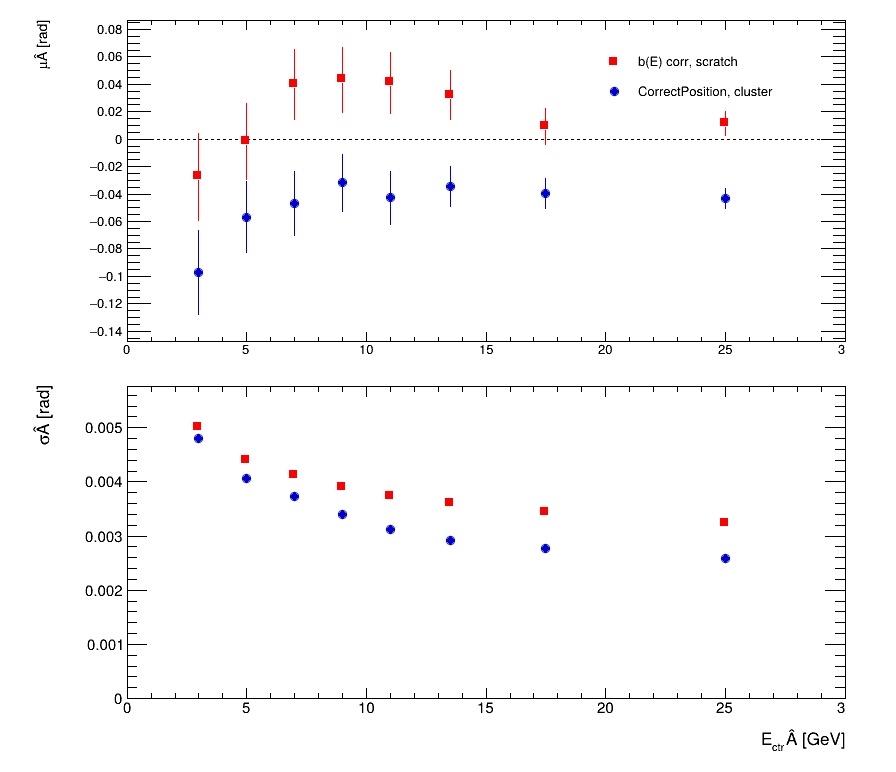 μÂ [rad]
0.08
0.06
0.04
0.02
0
−0.02
−0.04
−0.06
−0.08
−0.1
−0.12
−0.14
b(E) corr, scratch
CorrectPosition, cluster
0 5 10 15 20 25 3
σÂ [rad]
0.005
0.004
0.003
0.002
0.001
0
0 5 10 15 20 25 3
E_ctr Â [GeV]